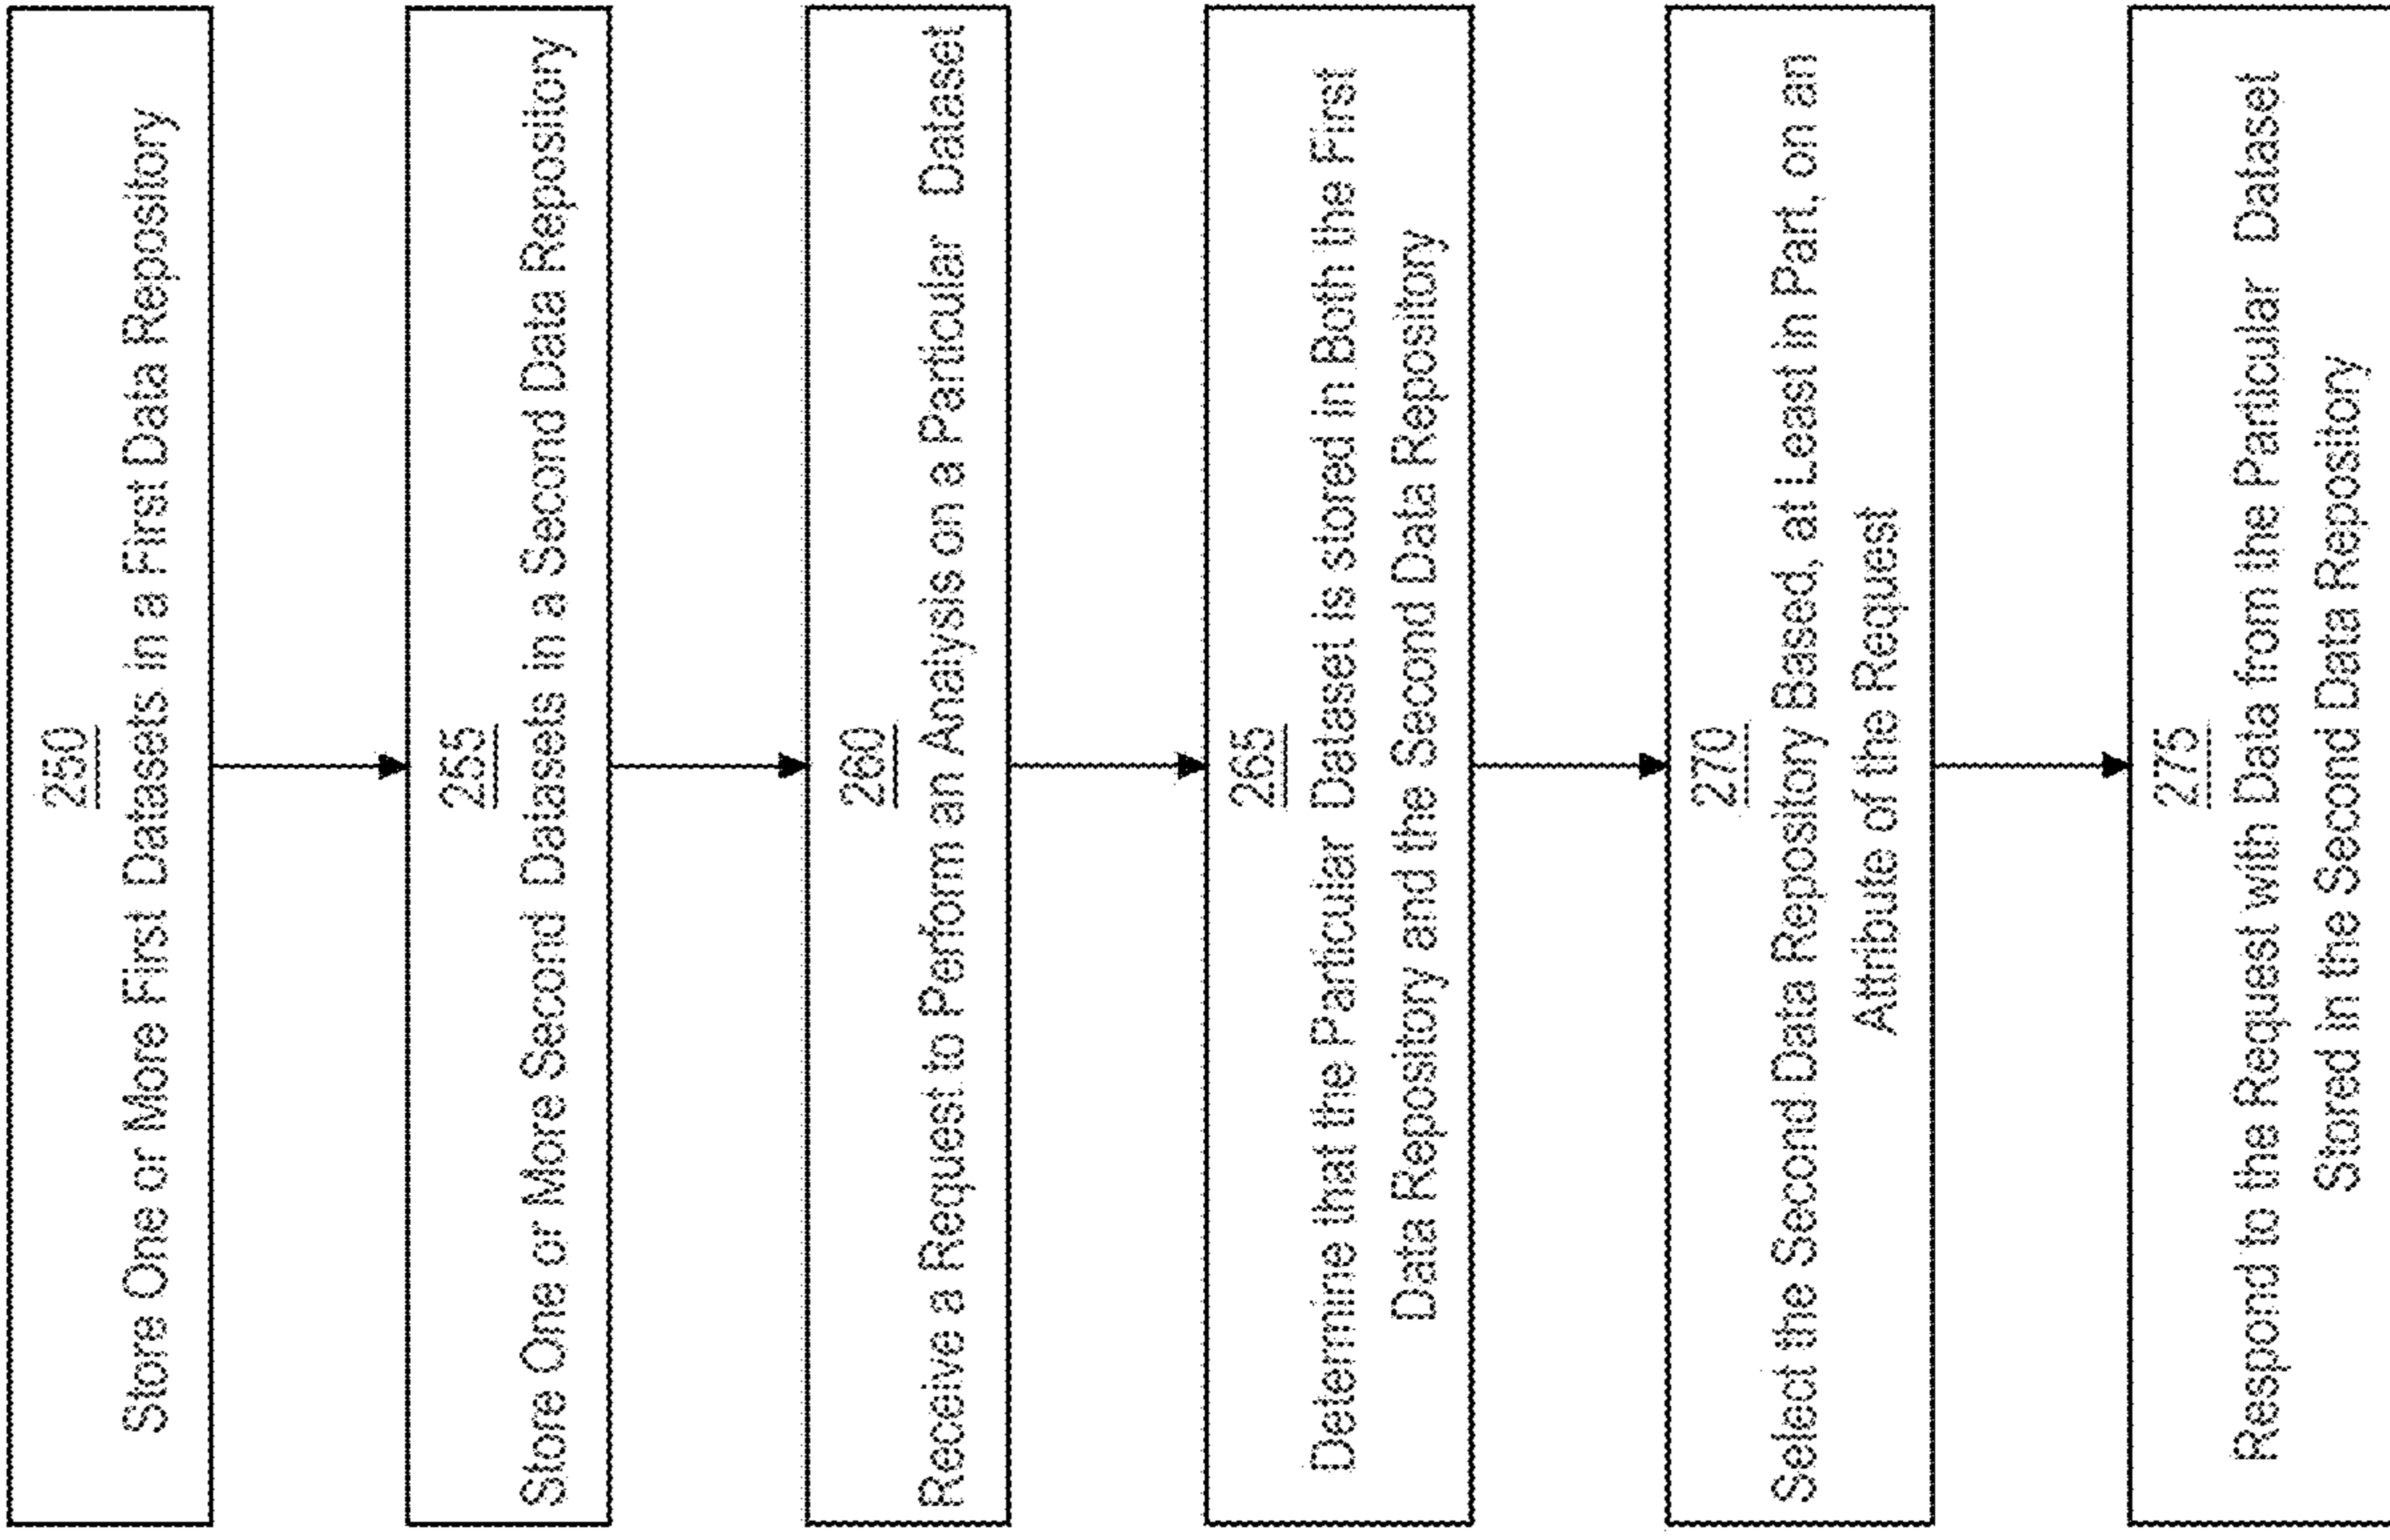 250
Store One or More First Datasets in a First Data Repository
255
Store One or More Second Datasets in a Second Data Repository
260
Receive a Request to Perform an Analysis on a Particular Dataset
265
Determine that the Particular Dataset is stored in Both the First
Data Repository and the Second Data Repository
270
Select the Second Data Repository Based, at Least in Part, on an
Attribute of the Request
275
Respond to the Request with Data from the Particular Dataset
Stored in the Second Data Repository